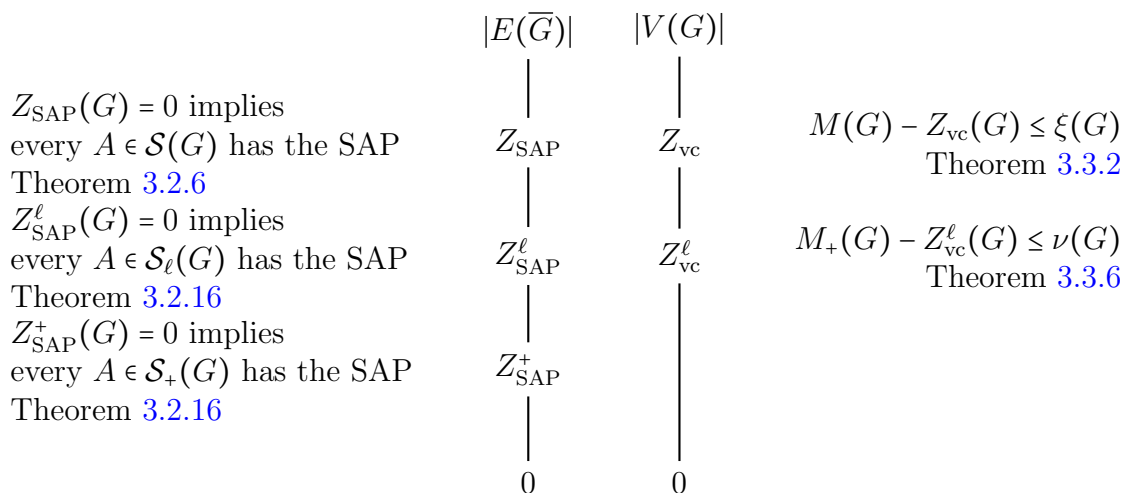 |E(G̅)| |V(G)|
Z_SAP(G) = 0 implies
every A ∈ 𝒮(G) has the SAP
Theorem 3.2.6
Z_SAP
Z_vc
M(G) − Z_vc(G) ≤ ξ(G)
Theorem 3.3.2
Z^ℓ_SAP(G) = 0 implies
every A ∈ 𝒮_ℓ(G) has the SAP
Theorem 3.2.16
Z^ℓ_SAP
Z^ℓ_vc
M_+(G) − Z^ℓ_vc(G) ≤ ν(G)
Theorem 3.3.6
Z^+_SAP(G) = 0 implies
every A ∈ 𝒮_+(G) has the SAP
Theorem 3.2.16
Z^+_SAP
0 0